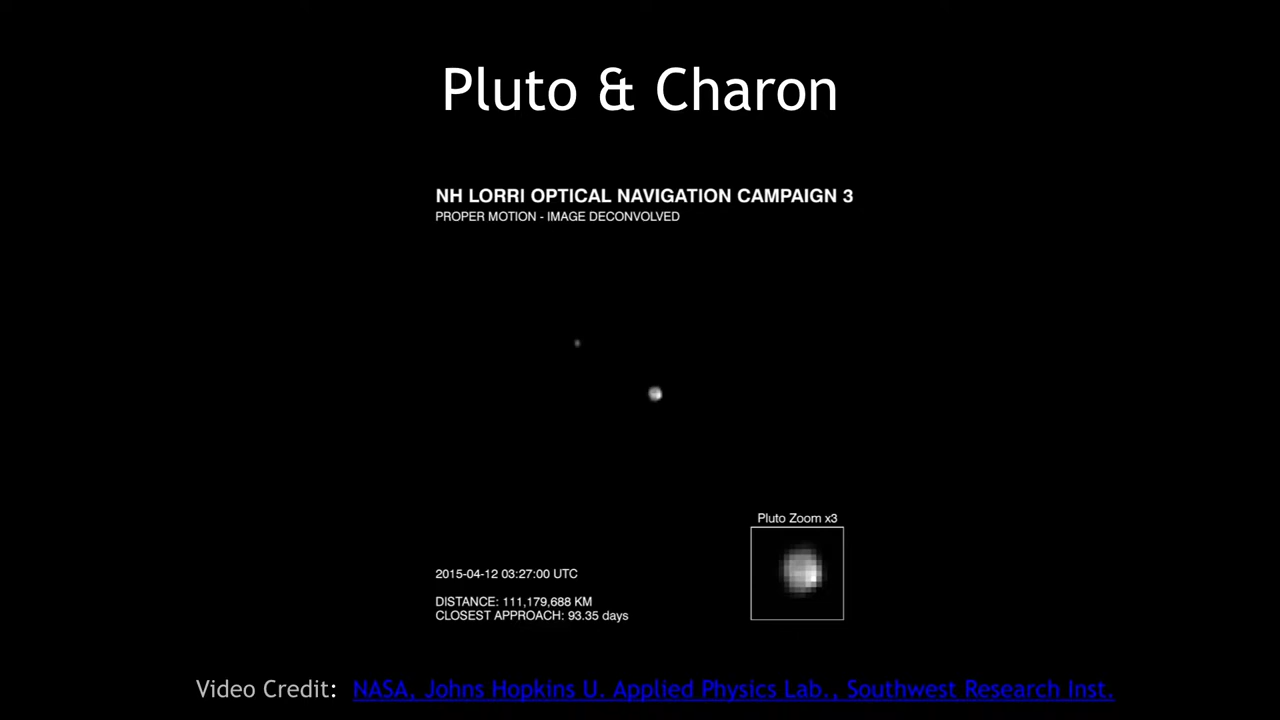 Pluto & Charon
NH LORRI OPTICAL NAVIGATION CAMPAIGN 3
PROPER MOTION - IMAGE DECONVOLVED
Pluto Zoom x3
2015-04-12 03:27:00 UTC
DISTANCE: 111,179,688 KM
CLOSEST APPROACH: 93.35 days
Video Credit: NASA, Johns Hopkins U. Applied Physics Lab., Southwest Research Inst.